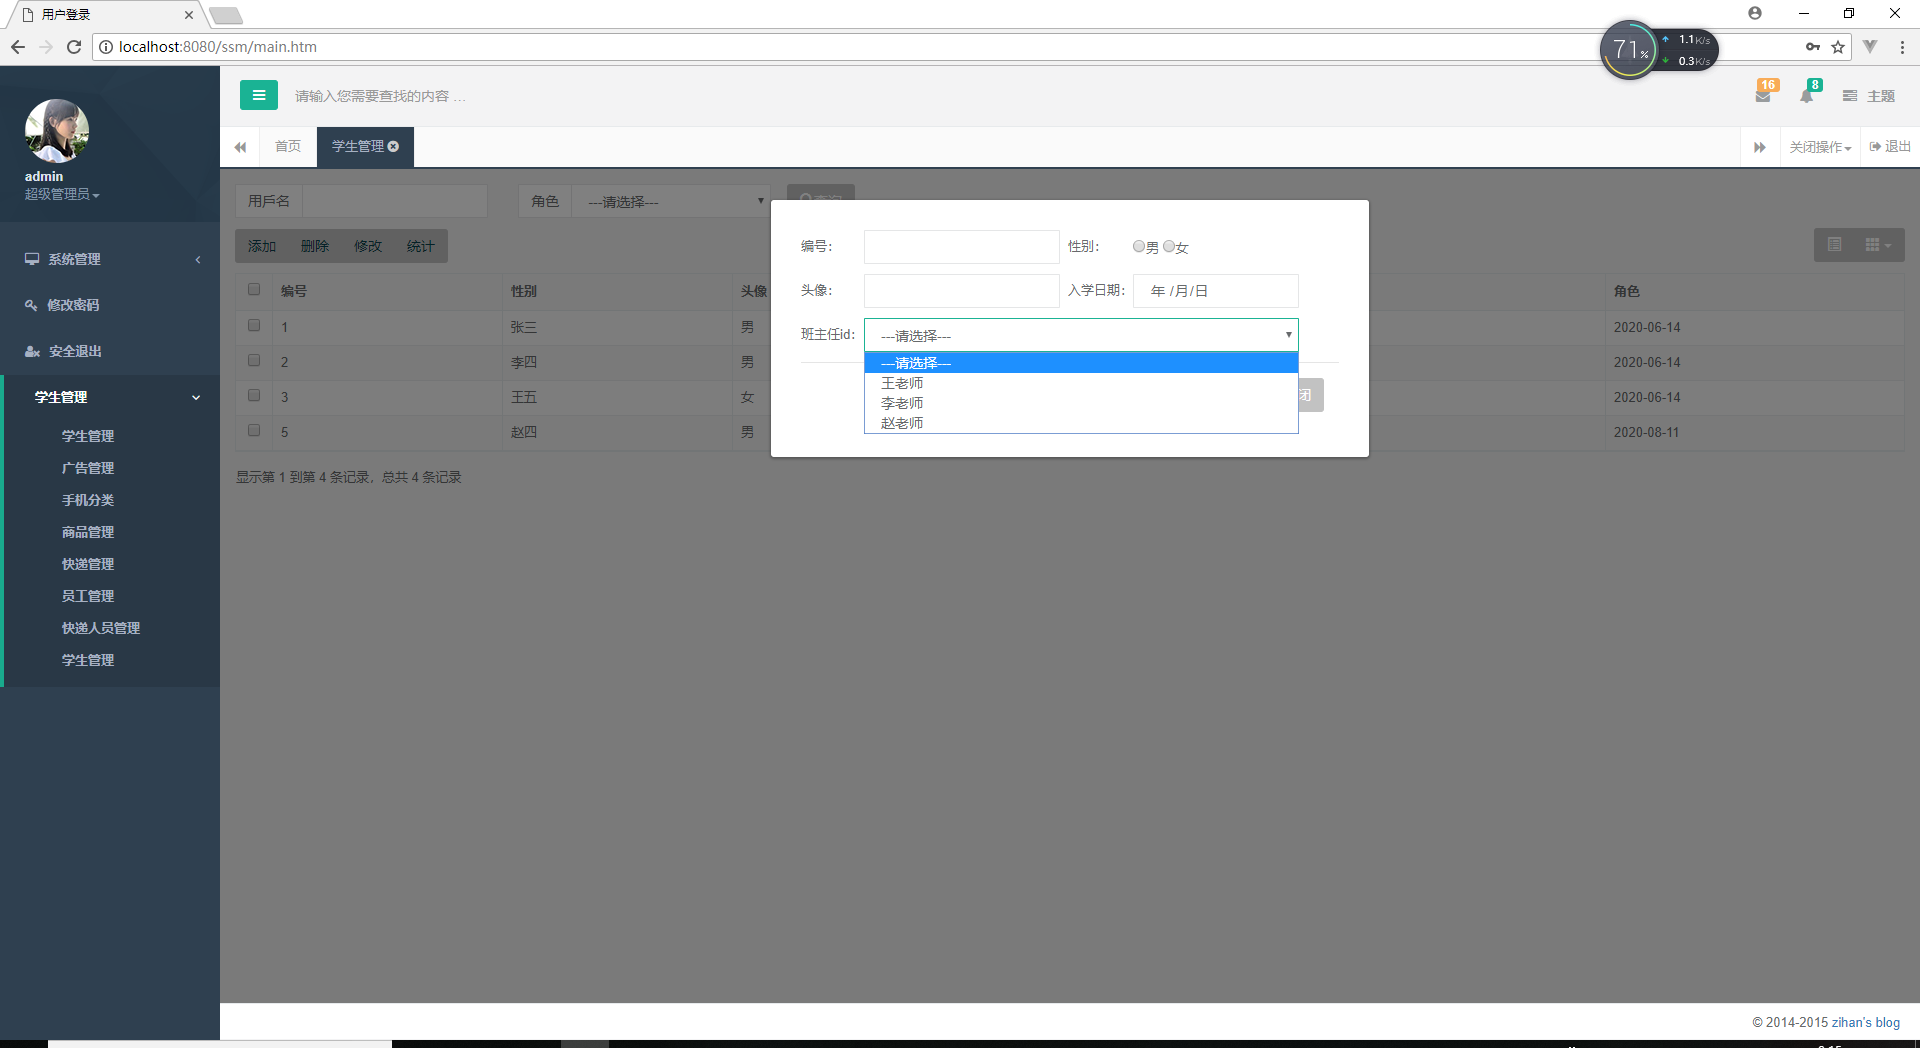 用户登录
localhost:8080/ssm/main.htm
71%
1.1K/s
0.3K/s
admin
超级管理员
请输入您需要查找的内容 …
16
8
主题
首页
学生管理
关闭操作
退出
系统管理
修改密码
安全退出
学生管理
学生管理
广告管理
手机分类
商品管理
快递管理
员工管理
快递人员管理
学生管理
用戶名
角色
---请选择---
添加
删除
修改
统计
编号
性别
头像
角色
1
张三
男
2020-06-14
2
李四
男
2020-06-14
3
王五
女
2020-06-14
5
赵四
男
2020-08-11
显示第 1 到第 4 条记录，总共 4 条记录
编号：
性别：
男
女
头像：
入学日期：
年 /月/日
班主任id：
---请选择---
---请选择---
王老师
李老师
赵老师
闭
© 2014-2015 zihan's blog